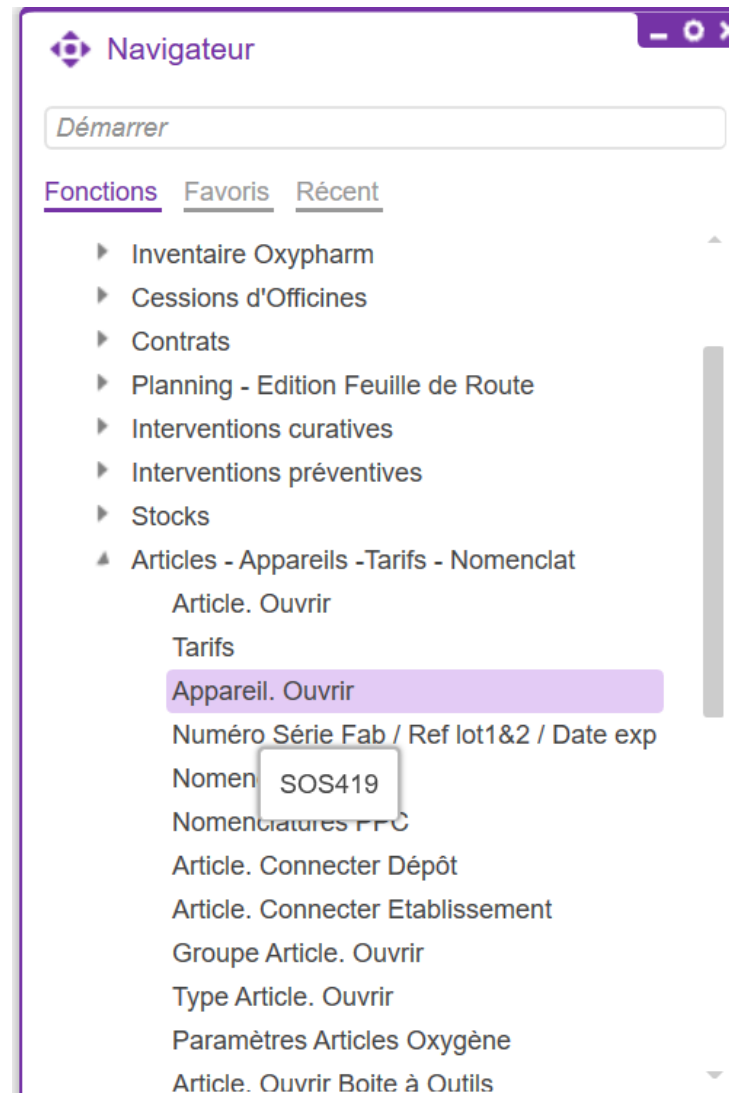 Navigateur
Démarrer
Fonctions Favoris Récent
Inventaire Oxypharm
Cessions d'Officines
Contrats
Planning - Edition Feuille de Route
Interventions curatives
Interventions préventives
Stocks
Articles - Appareils -Tarifs - Nomenclat
Article. Ouvrir
Tarifs
Appareil. Ouvrir
Numéro Série Fab / Ref lot1&2 / Date exp
SOS419
Nomenclatures PPC
Article. Connecter Dépôt
Article. Connecter Etablissement
Groupe Article. Ouvrir
Type Article. Ouvrir
Paramètres Articles Oxygène
Article. Ouvrir Boite à Outils